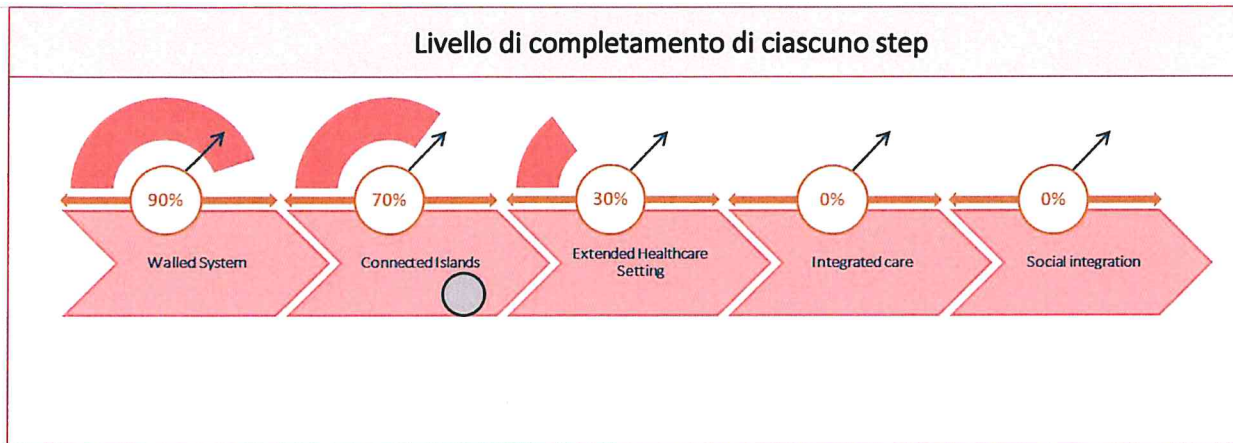 Livello di completamento di ciascuno step
90%
70%
30%
0%
0%
Walled System
Connected Islands
Extended Healthcare
Setting
Integrated care
Social integration